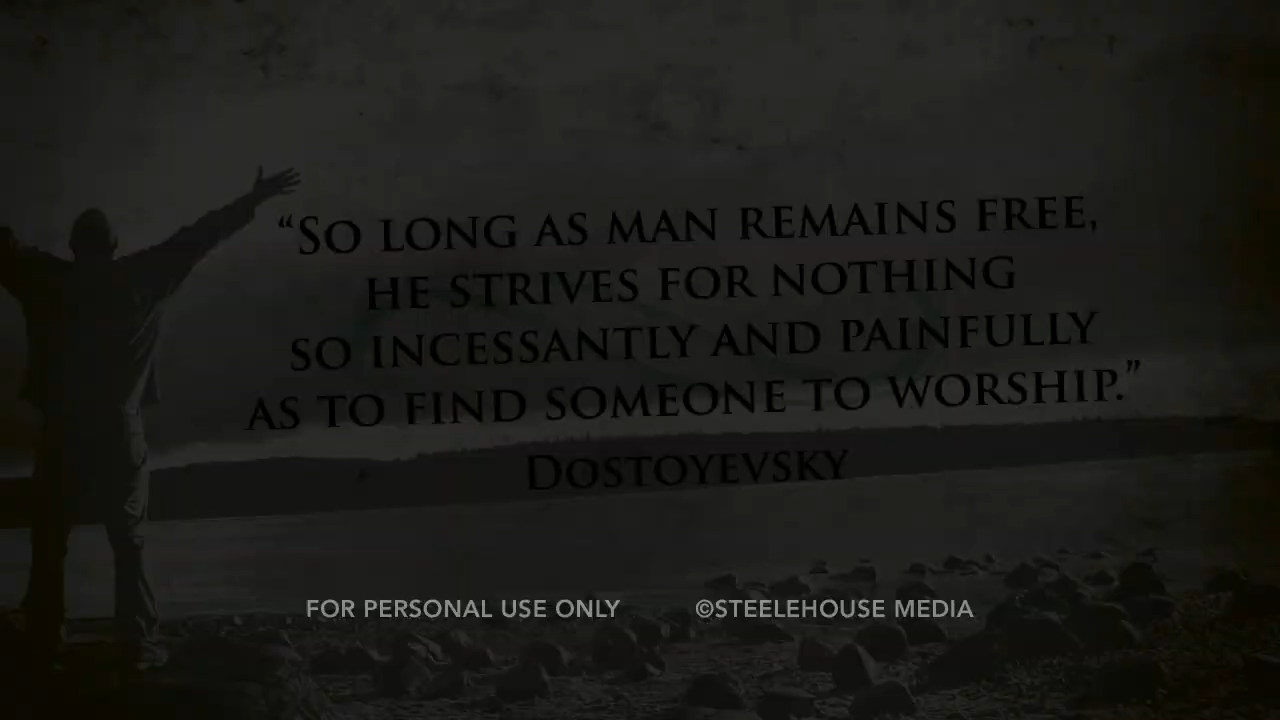 “SO LONG AS MAN REMAINS FREE,
HE STRIVES FOR NOTHING
SO INCESSANTLY AND PAINFULLY
AS TO FIND SOMEONE TO WORSHIP.”
DOSTOYEVSKY
FOR PERSONAL USE ONLY ©STEELEHOUSE MEDIA